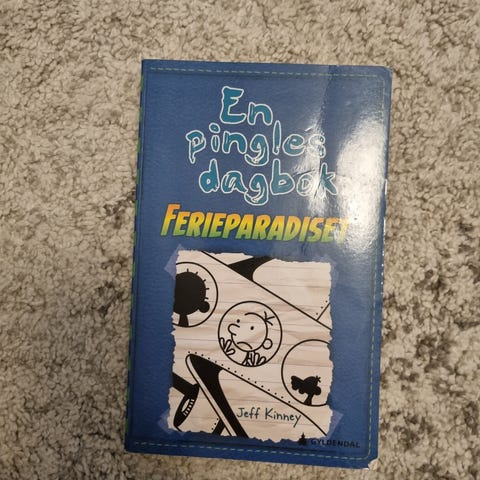 En
pingles
dagbok
FERIEPARADISET
Jeff Kinney
GYLDENDAL